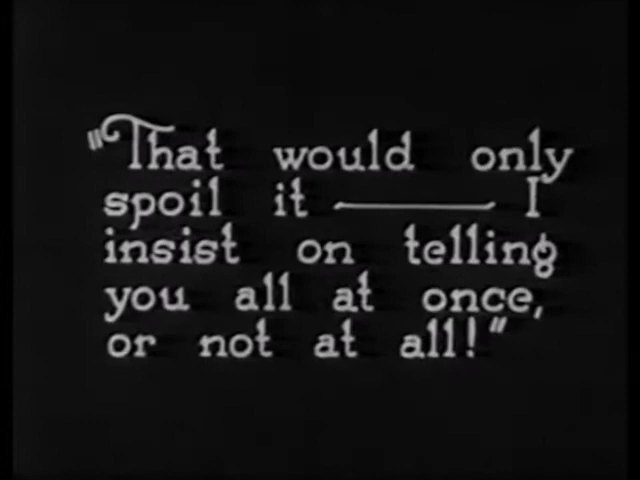 "That would only
spoil it ——— I
insist on telling
you all at once,
or not at all!"